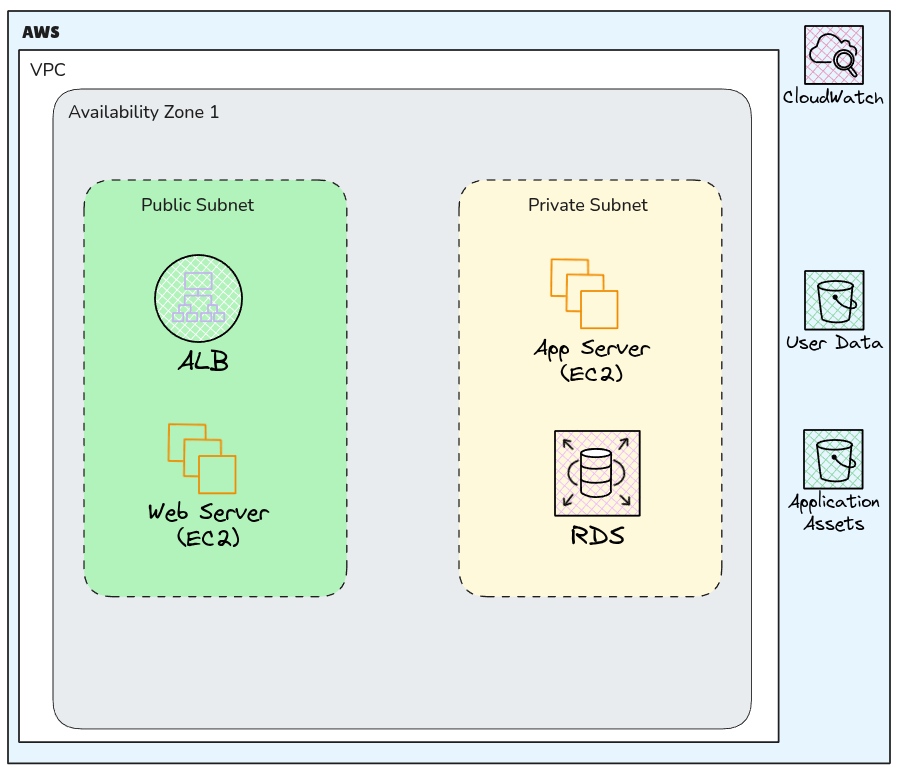 AWS
VPC
Availability Zone 1
Public Subnet
ALB
Web Server
(EC2)
Private Subnet
App Server
(EC2)
RDS
CloudWatch
User Data
Application
Assets